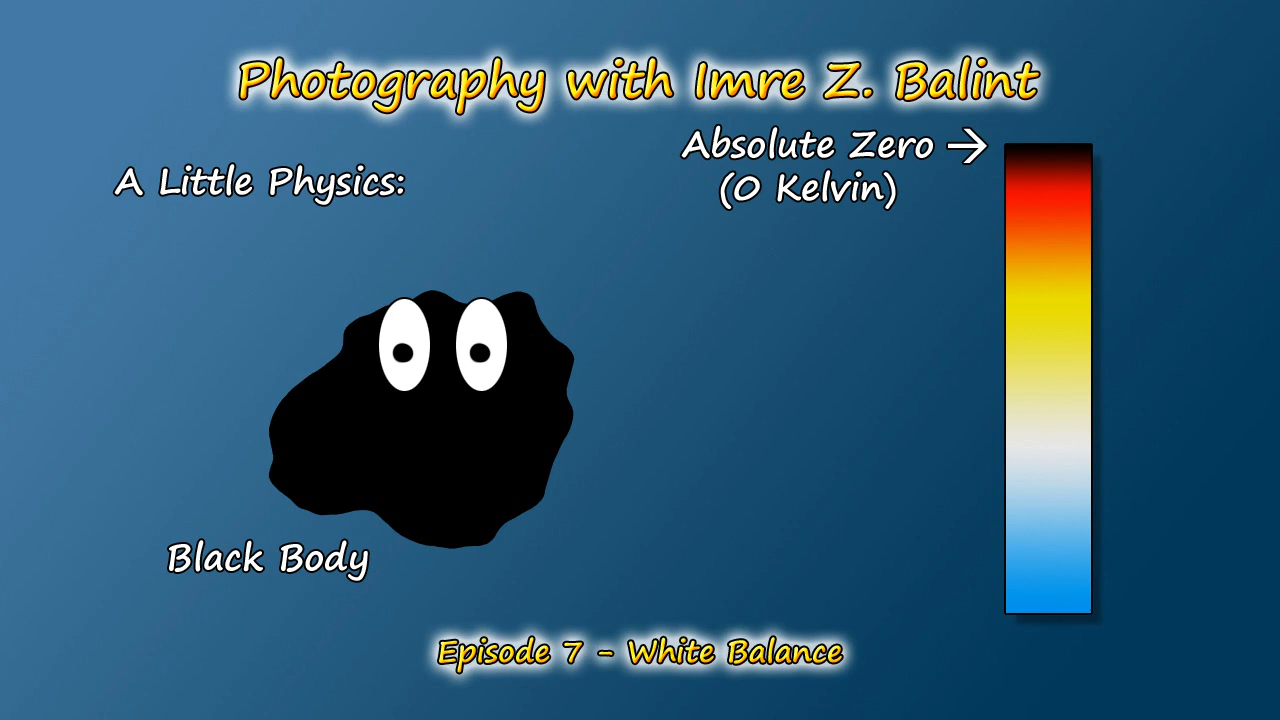 Photography with Imre Z. Balint
A Little Physics:
Absolute Zero →
(0 Kelvin)
Black Body
Episode 7 - White Balance